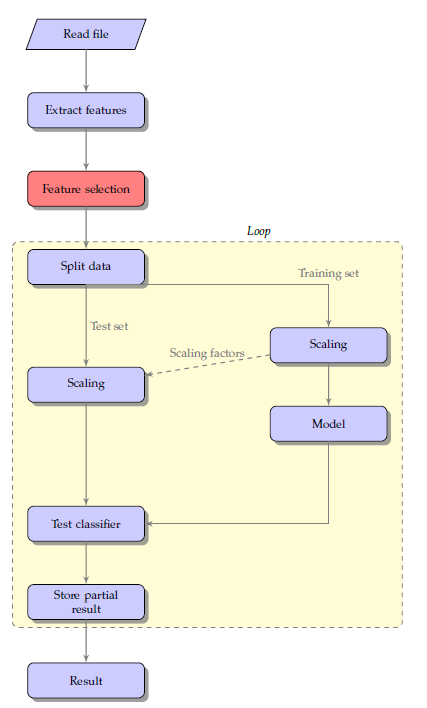 Read file
Extract features
Feature selection
Loop
Split data
Training set
Test set
Scaling
Scaling factors
Scaling
Model
Test classifier
Store partial
result
Result